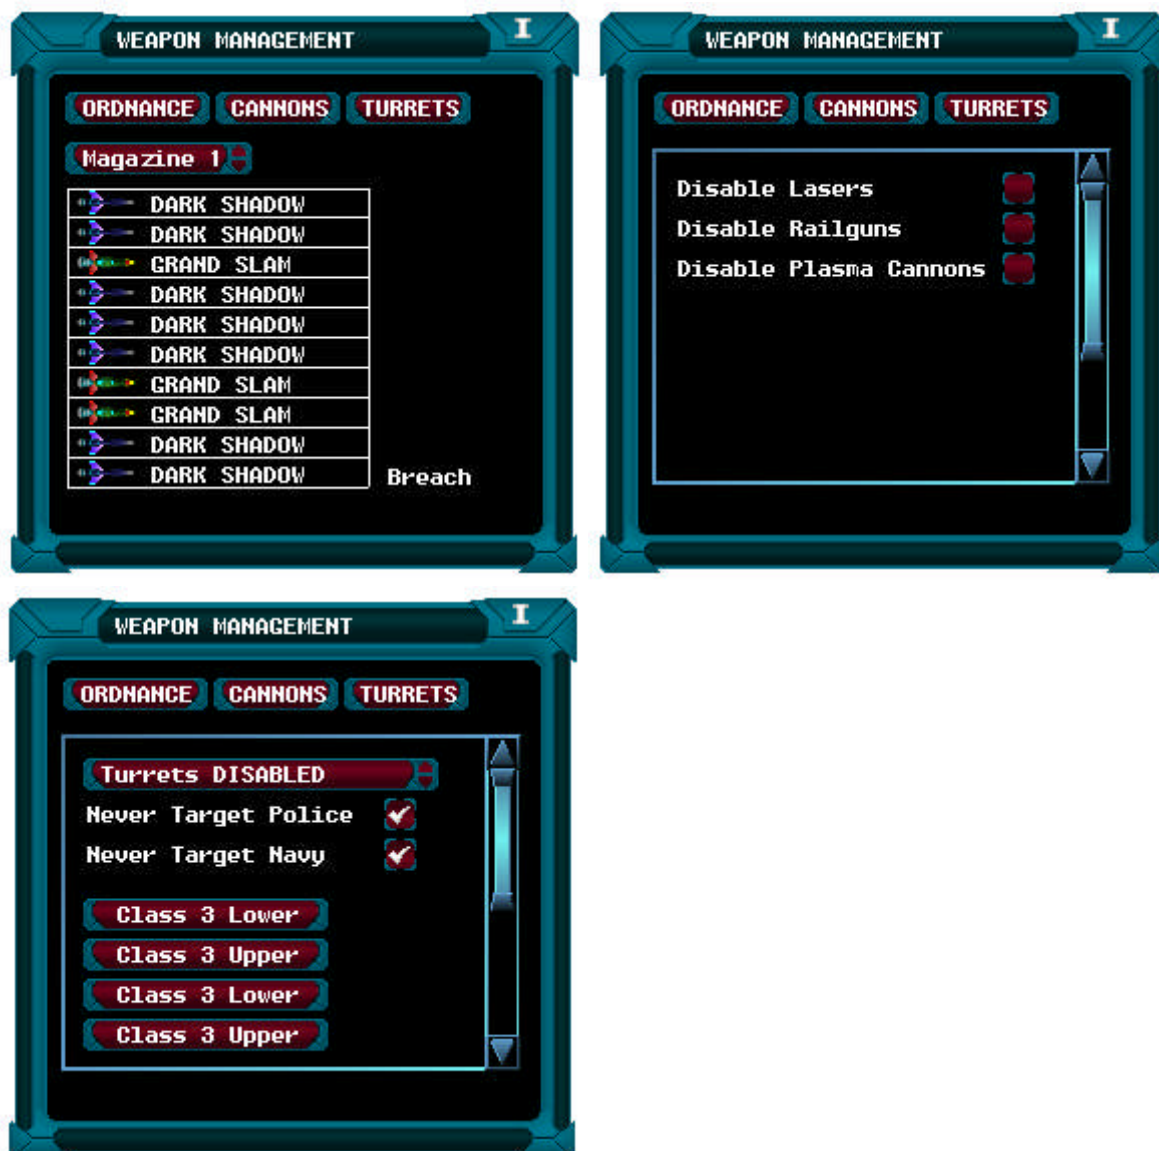 WEAPON MANAGEMENT I
ORDNANCE CANNONS TURRETS
Magazine 1
DARK SHADOW
DARK SHADOW
GRAND SLAM
DARK SHADOW
DARK SHADOW
DARK SHADOW
GRAND SLAM
GRAND SLAM
DARK SHADOW
DARK SHADOW Breach
WEAPON MANAGEMENT I
ORDNANCE CANNONS TURRETS
Disable Lasers
Disable Railguns
Disable Plasma Cannons
WEAPON MANAGEMENT I
ORDNANCE CANNONS TURRETS
Turrets DISABLED
Never Target Police
Never Target Navy
Class 3 Lower
Class 3 Upper
Class 3 Lower
Class 3 Upper